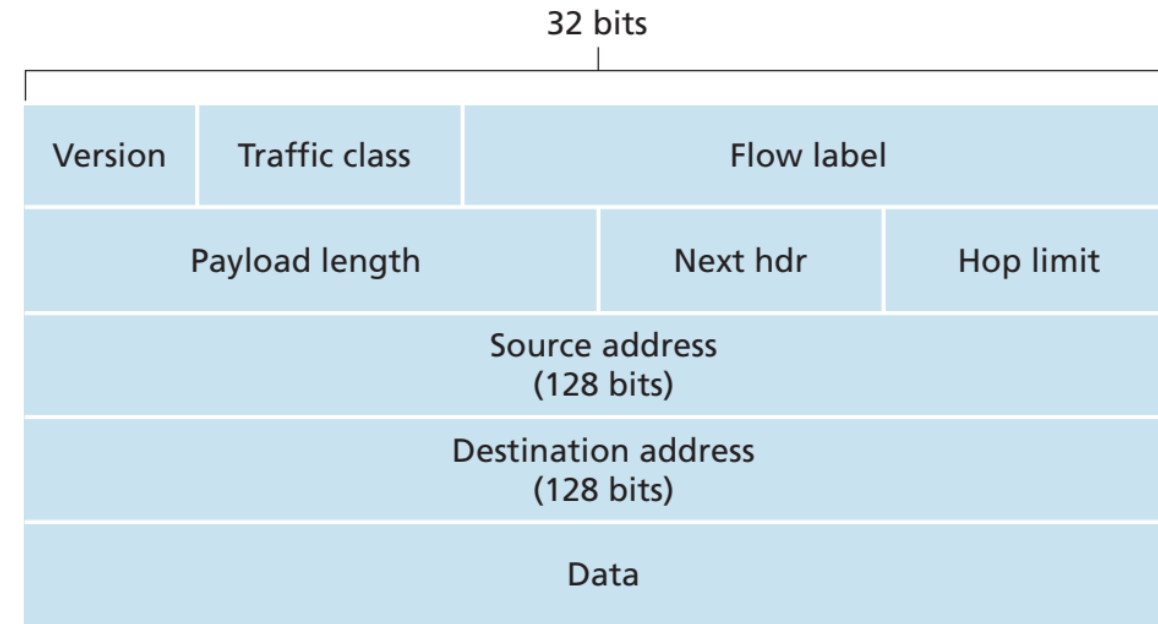 32 bits
Version Traffic class Flow label
Payload length Next hdr Hop limit
Source address
(128 bits)
Destination address
(128 bits)
Data